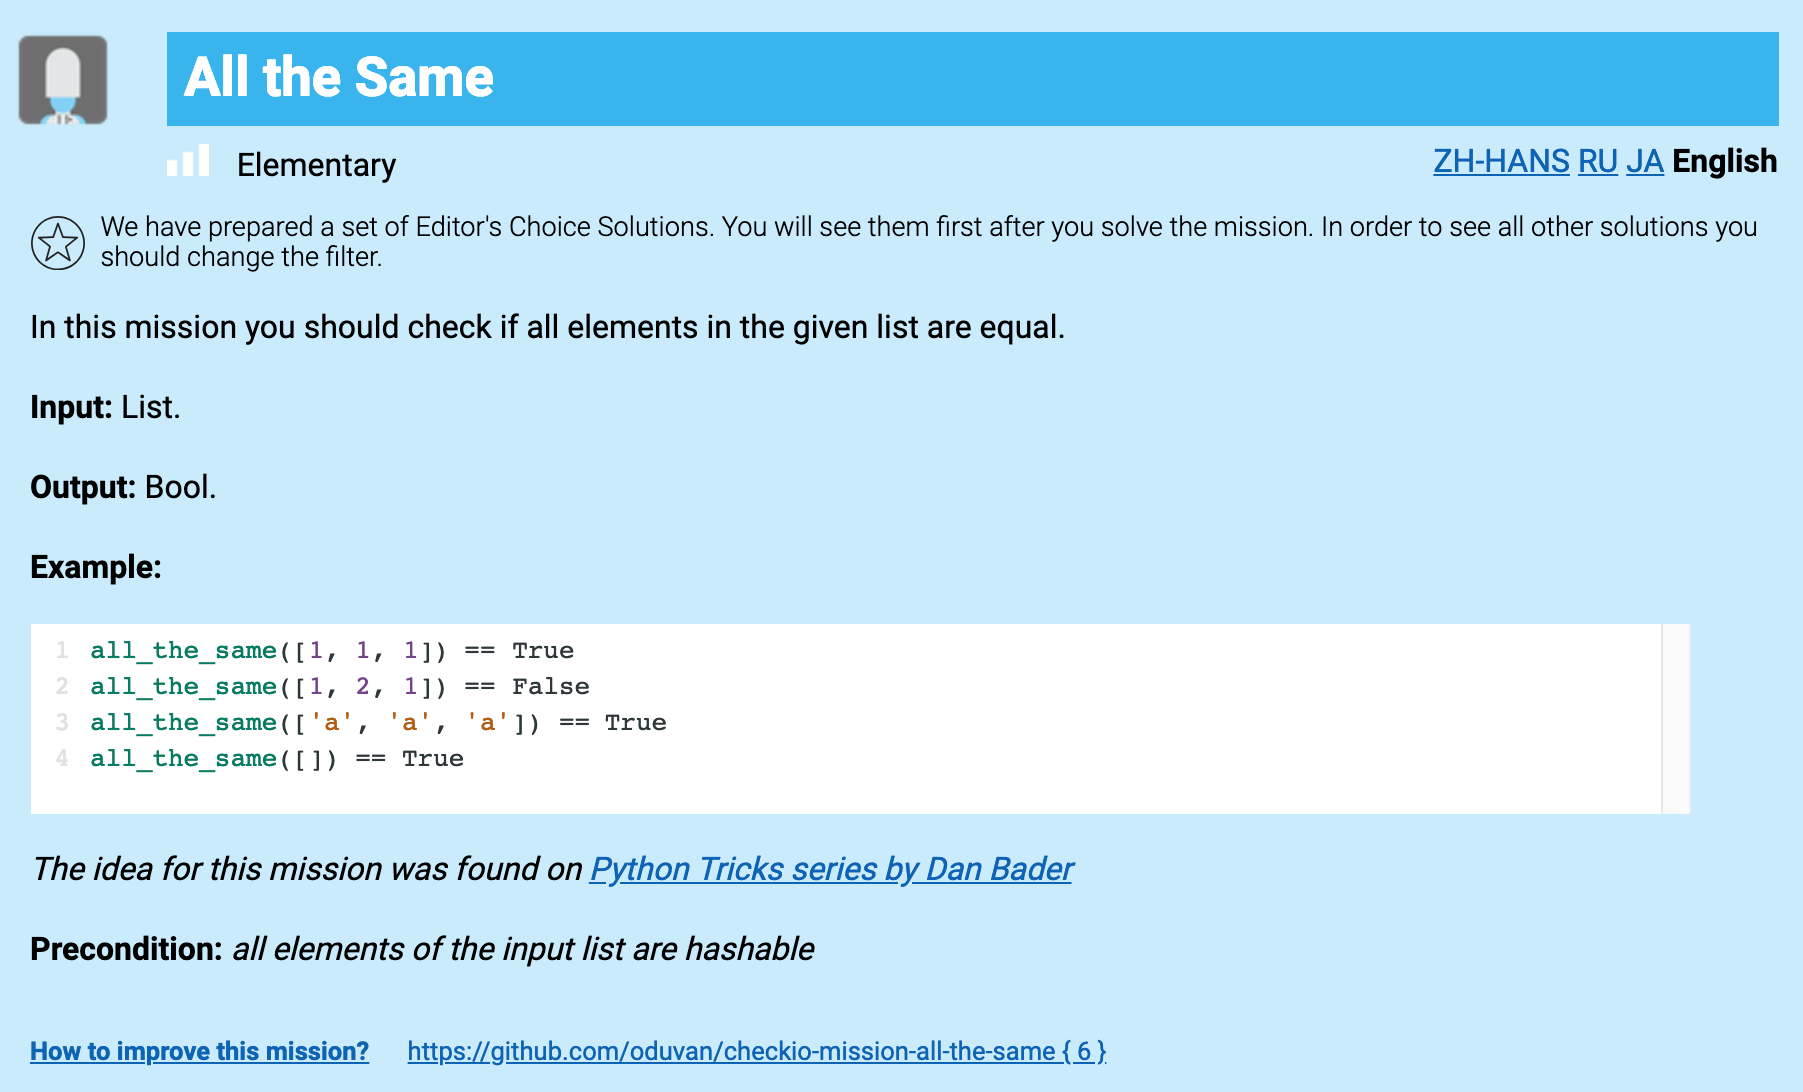 All the Same
Elementary
ZH-HANS RU JA English
We have prepared a set of Editor's Choice Solutions. You will see them first after you solve the mission. In order to see all other solutions you
should change the filter.
In this mission you should check if all elements in the given list are equal.
Input: List.
Output: Bool.
Example:
1 all_the_same([1, 1, 1]) == True
2 all_the_same([1, 2, 1]) == False
3 all_the_same(['a', 'a', 'a']) == True
4 all_the_same([]) == True
The idea for this mission was found on Python Tricks series by Dan Bader
Precondition: all elements of the input list are hashable
How to improve this mission? https://github.com/oduvan/checkio-mission-all-the-same { 6 }